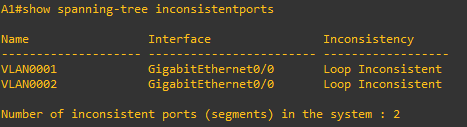 A1#show spanning-tree inconsistentports
Name Interface Inconsistency
-------------------- ------------------------ ------------------
VLAN0001 GigabitEthernet0/0 Loop Inconsistent
VLAN0002 GigabitEthernet0/0 Loop Inconsistent
Number of inconsistent ports (segments) in the system : 2